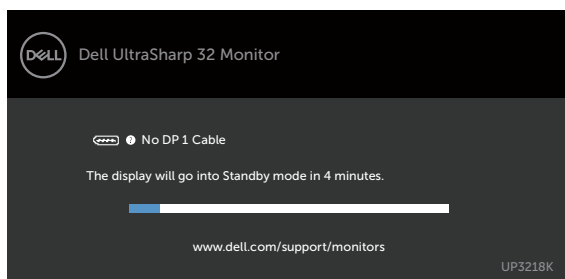 DELL
Dell UltraSharp 32 Monitor
? No DP 1 Cable
The display will go into Standby mode in 4 minutes.
www.dell.com/support/monitors
UP3218K